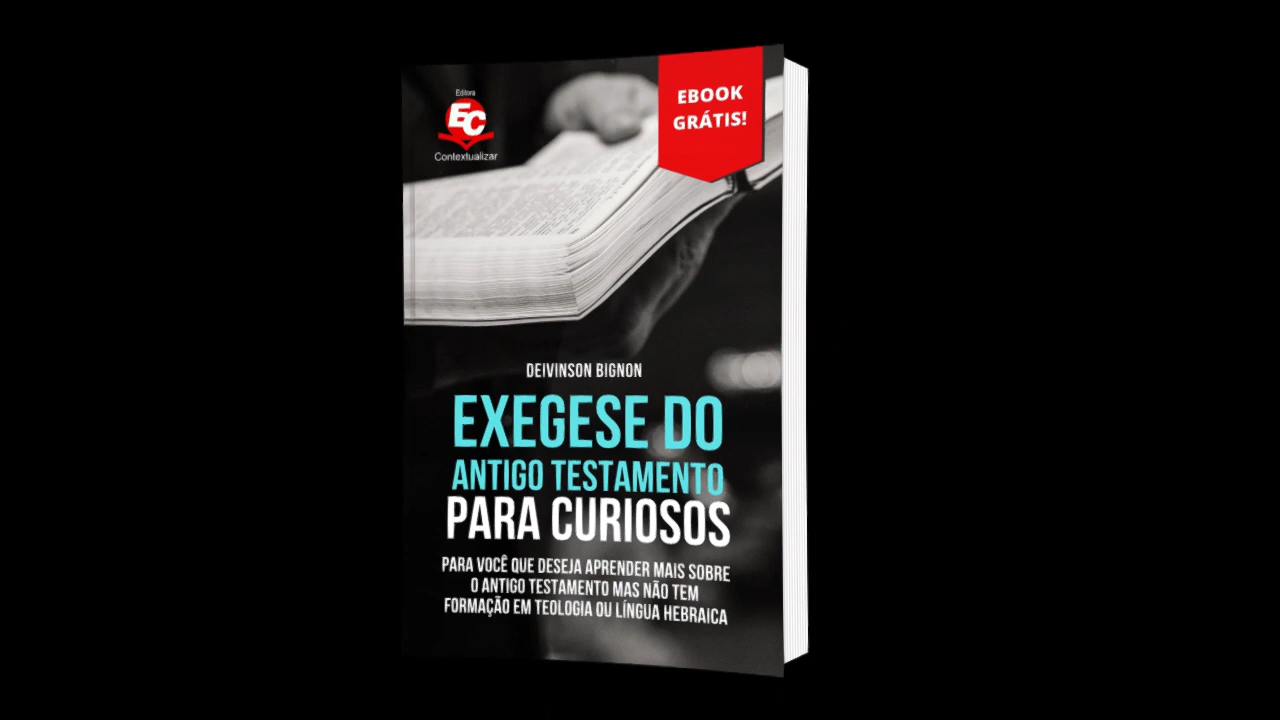 Editora
EC
Contextualizar
EBOOK
GRÁTIS!
DEIVINSON BIGNON
EXEGESE DO
ANTIGO TESTAMENTO
PARA CURIOSOS
PARA VOCÊ QUE DESEJA APRENDER MAIS SOBRE
O ANTIGO TESTAMENTO MAS NÃO TEM
FORMAÇÃO EM TEOLOGIA OU LÍNGUA HEBRAICA